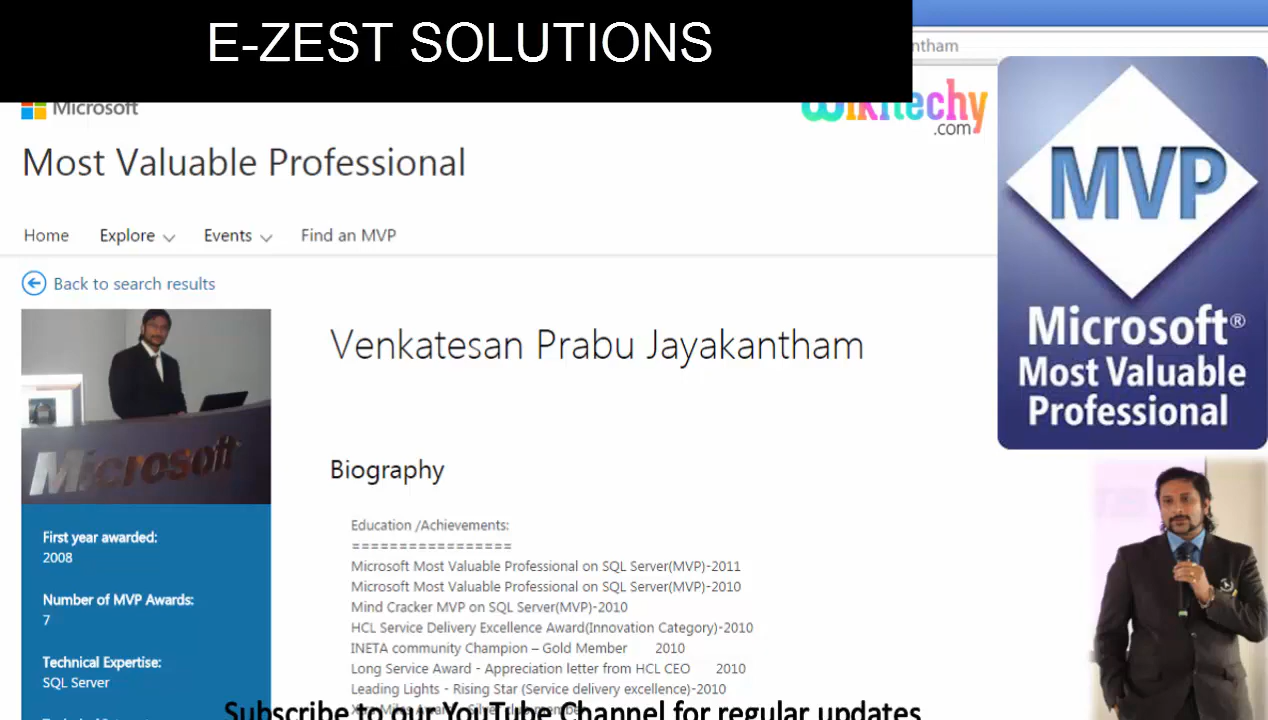 E-ZEST SOLUTIONS
ntham
Microsoft
wikitechy
.com
Most Valuable Professional
Home Explore Events Find an MVP
Back to search results
MVP
Microsoft®
Most Valuable
Professional
Venkatesan Prabu Jayakantham
Microsoft
Biography
Education /Achievements:
=================
Microsoft Most Valuable Professional on SQL Server(MVP)-2011
Microsoft Most Valuable Professional on SQL Server(MVP)-2010
Mind Cracker MVP on SQL Server(MVP)-2010
HCL Service Delivery Excellence Award(Innovation Category)-2010
INETA community Champion – Gold Member 2010
Long Service Award - Appreciation letter from HCL CEO 2010
Leading Lights - Rising Star (Service delivery excellence)-2010
First year awarded:
2008
Number of MVP Awards:
7
Technical Expertise:
SQL Server
Subscribe to our YouTube Channel for regular updates